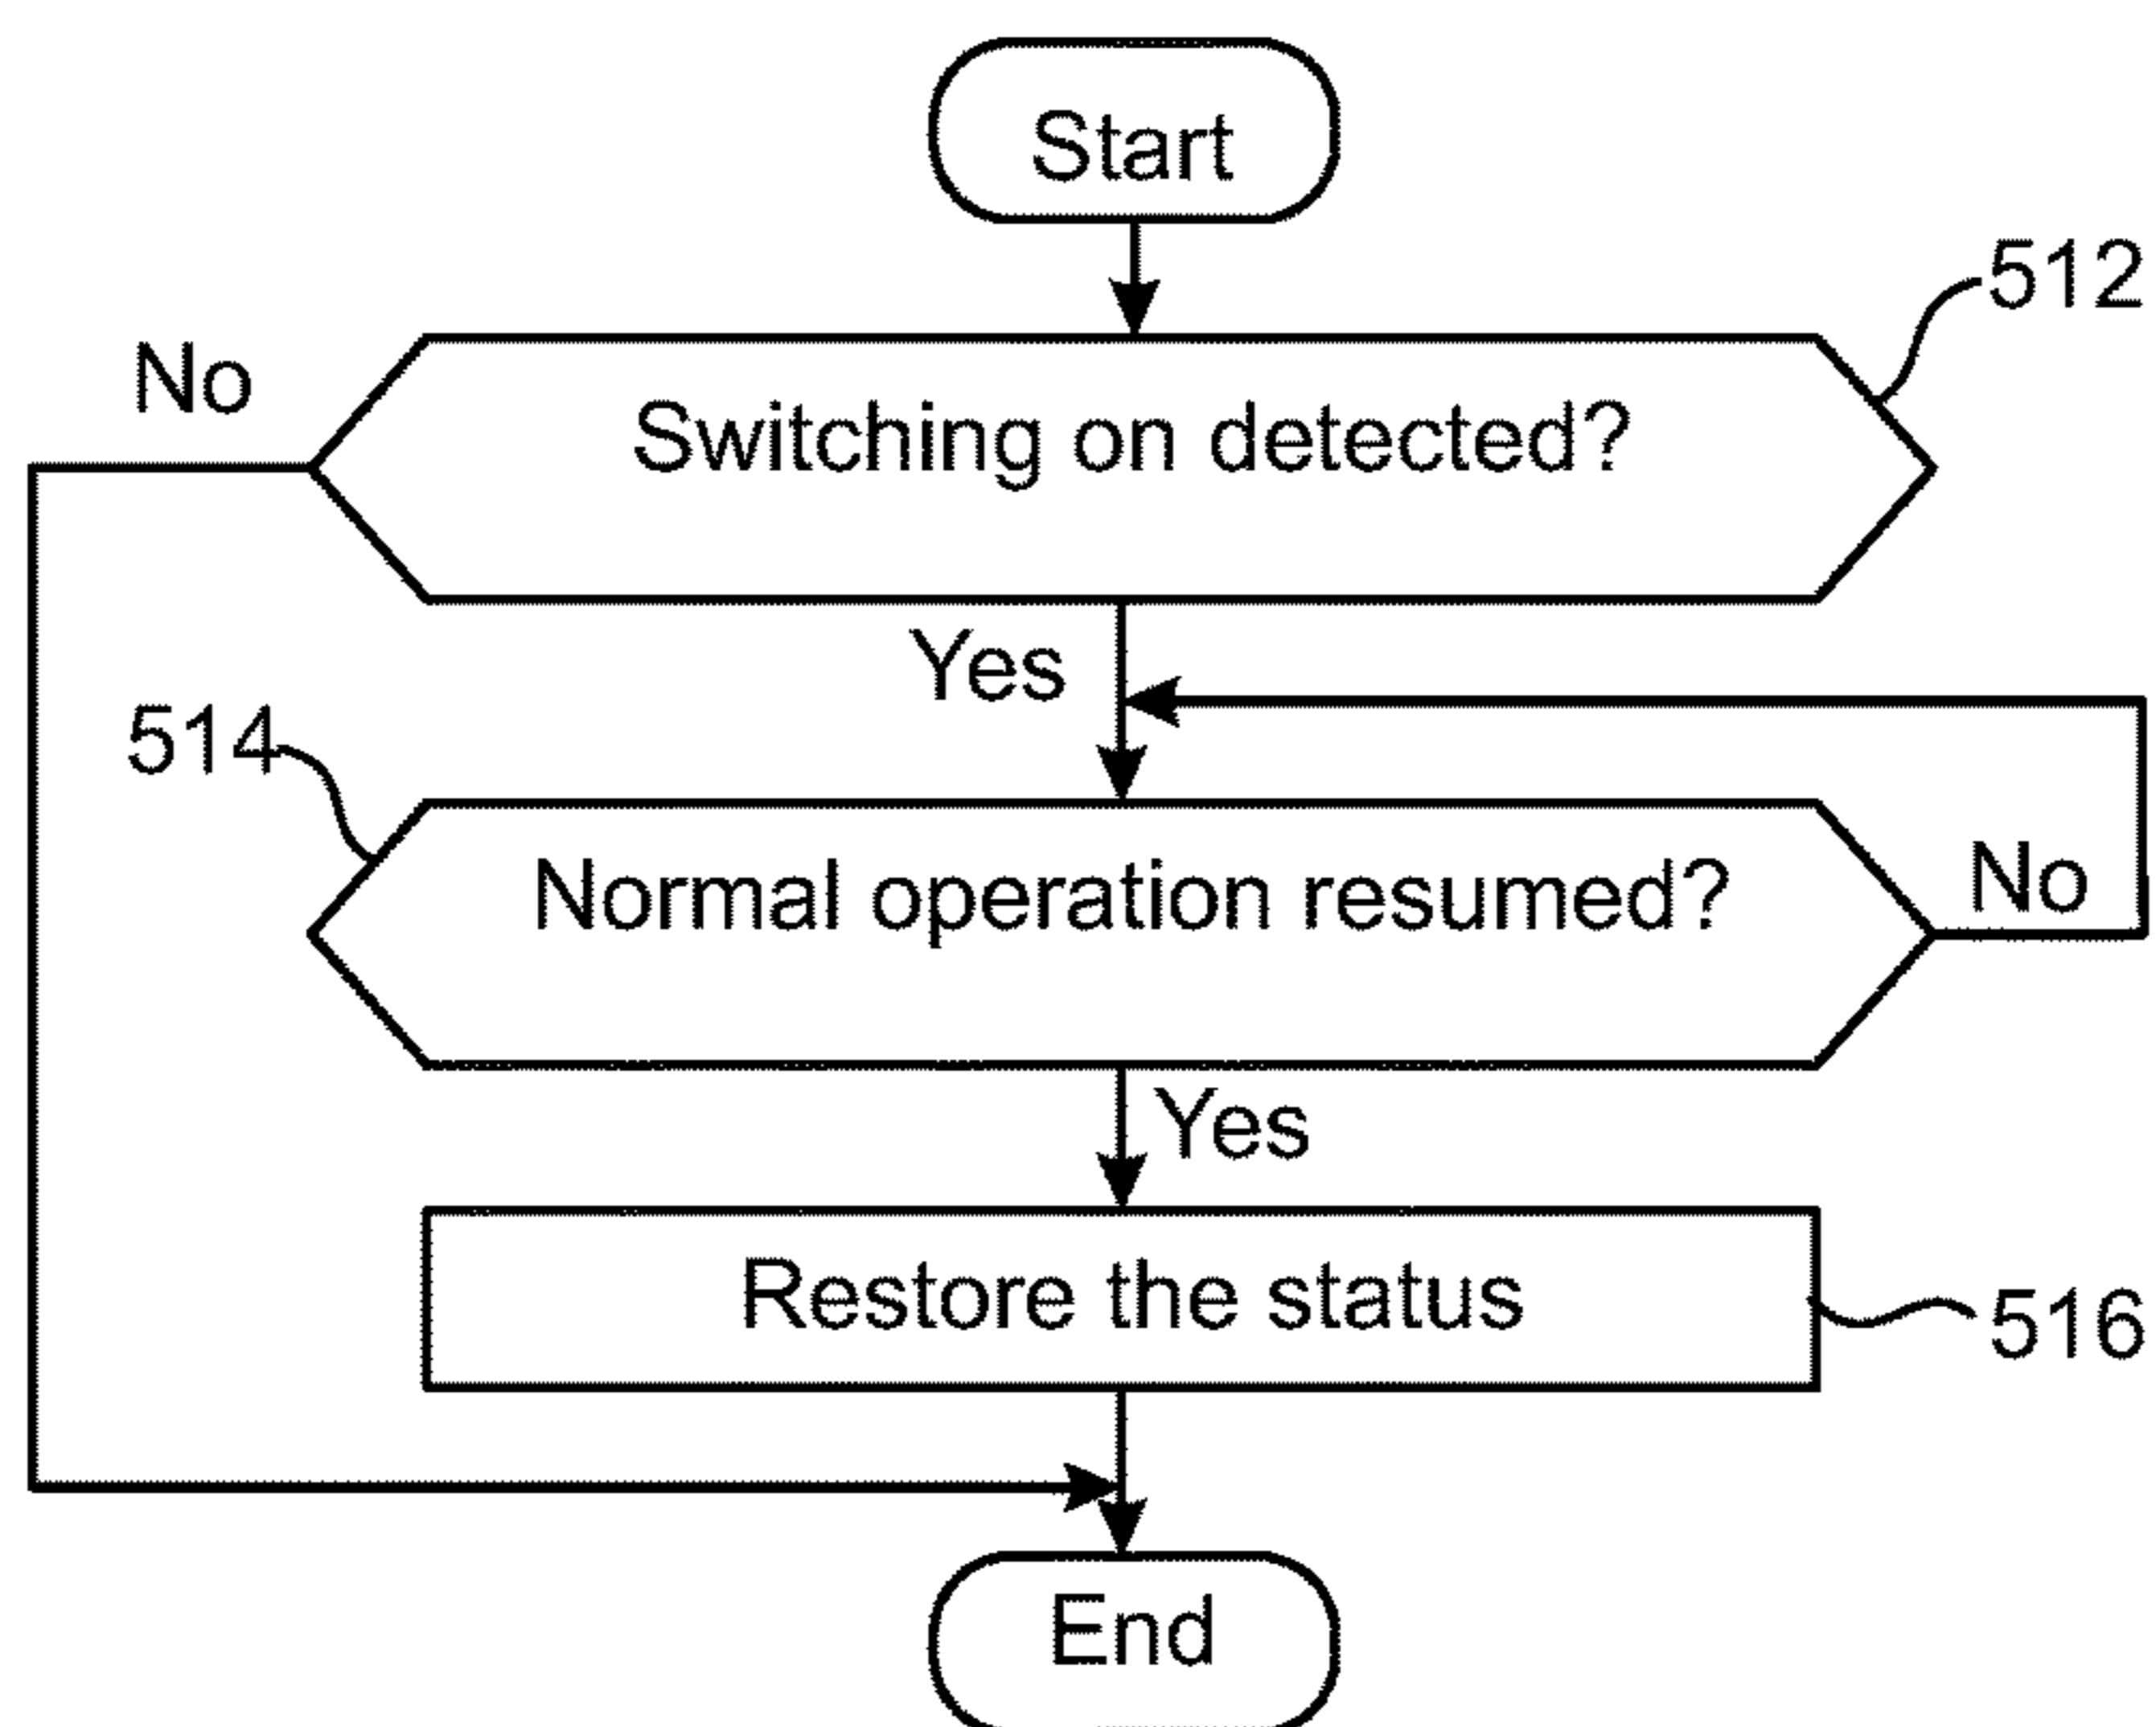 Start
512
No
Switching on detected?
Yes
514
Normal operation resumed?
No
Yes
Restore the status
516
End